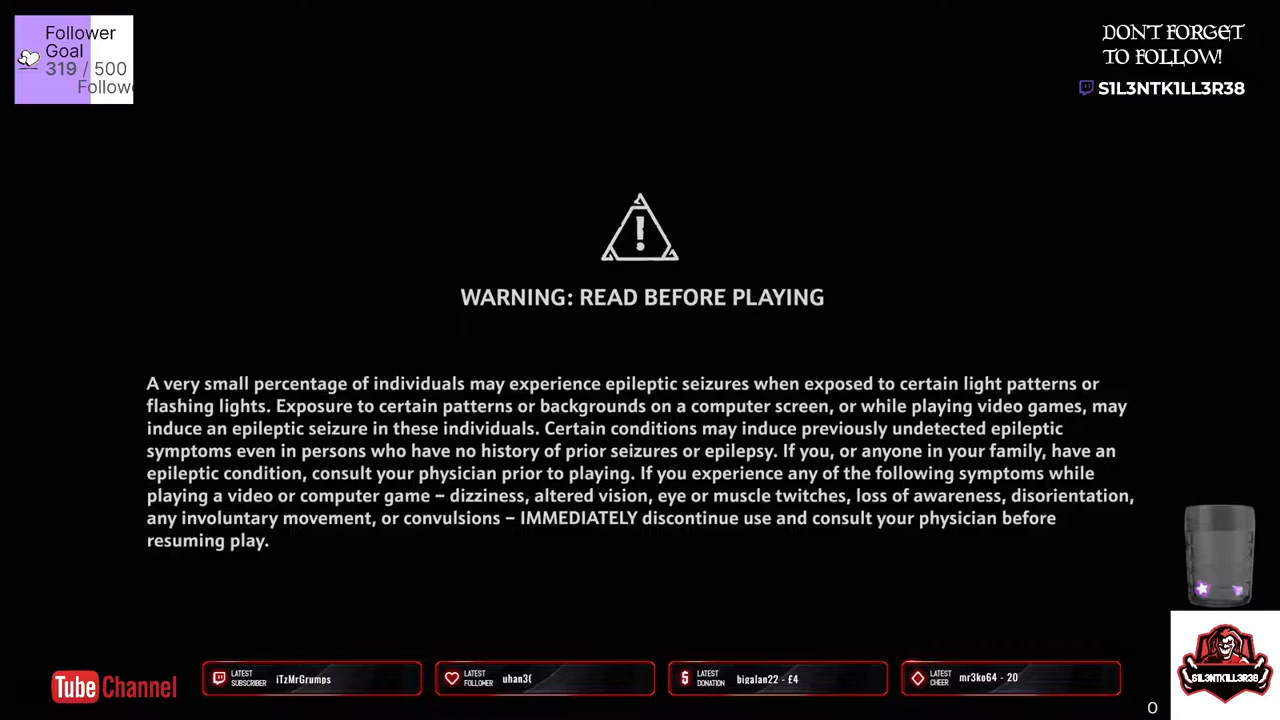 Follower
Goal
319 / 500
Followe
DON'T FORGET
TO FOLLOW!
S1L3NTK1LL3R38
!
WARNING: READ BEFORE PLAYING
A very small percentage of individuals may experience epileptic seizures when exposed to certain light patterns or
flashing lights. Exposure to certain patterns or backgrounds on a computer screen, or while playing video games, may
induce an epileptic seizure in these individuals. Certain conditions may induce previously undetected epileptic
symptoms even in persons who have no history of prior seizures or epilepsy. If you, or anyone in your family, have an
epileptic condition, consult your physician prior to playing. If you experience any of the following symptoms while
playing a video or computer game – dizziness, altered vision, eye or muscle twitches, loss of awareness, disorientation,
any involuntary movement, or convulsions – IMMEDIATELY discontinue use and consult your physician before
resuming play.
Tube Channel
LATEST
SUBSCRIBER
iTzMrGrumps
LATEST
FOLLOWER
uhan3(
$
LATEST
DONATION
bigalan22 - £4
LATEST
CHEER
mr3ko64 - 20
S1L3NTK1LL3R38
0